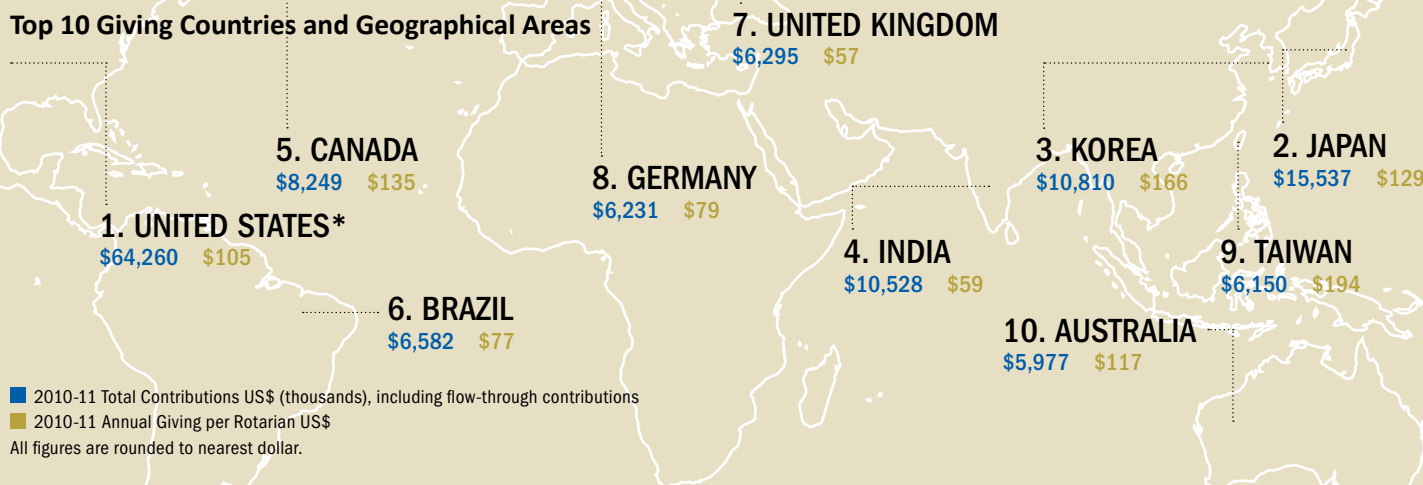 Top 10 Giving Countries and Geographical Areas
7. UNITED KINGDOM
$6,295 $57
5. CANADA
$8,249 $135
3. KOREA
$10,810 $166
2. JAPAN
$15,537 $129
8. GERMANY
$6,231 $79
1. UNITED STATES*
$64,260 $105
4. INDIA
$10,528 $59
9. TAIWAN
$6,150 $194
6. BRAZIL
$6,582 $77
10. AUSTRALIA
$5,977 $117
2010-11 Total Contributions US$ (thousands), including flow-through contributions
2010-11 Annual Giving per Rotarian US$
All figures are rounded to nearest dollar.